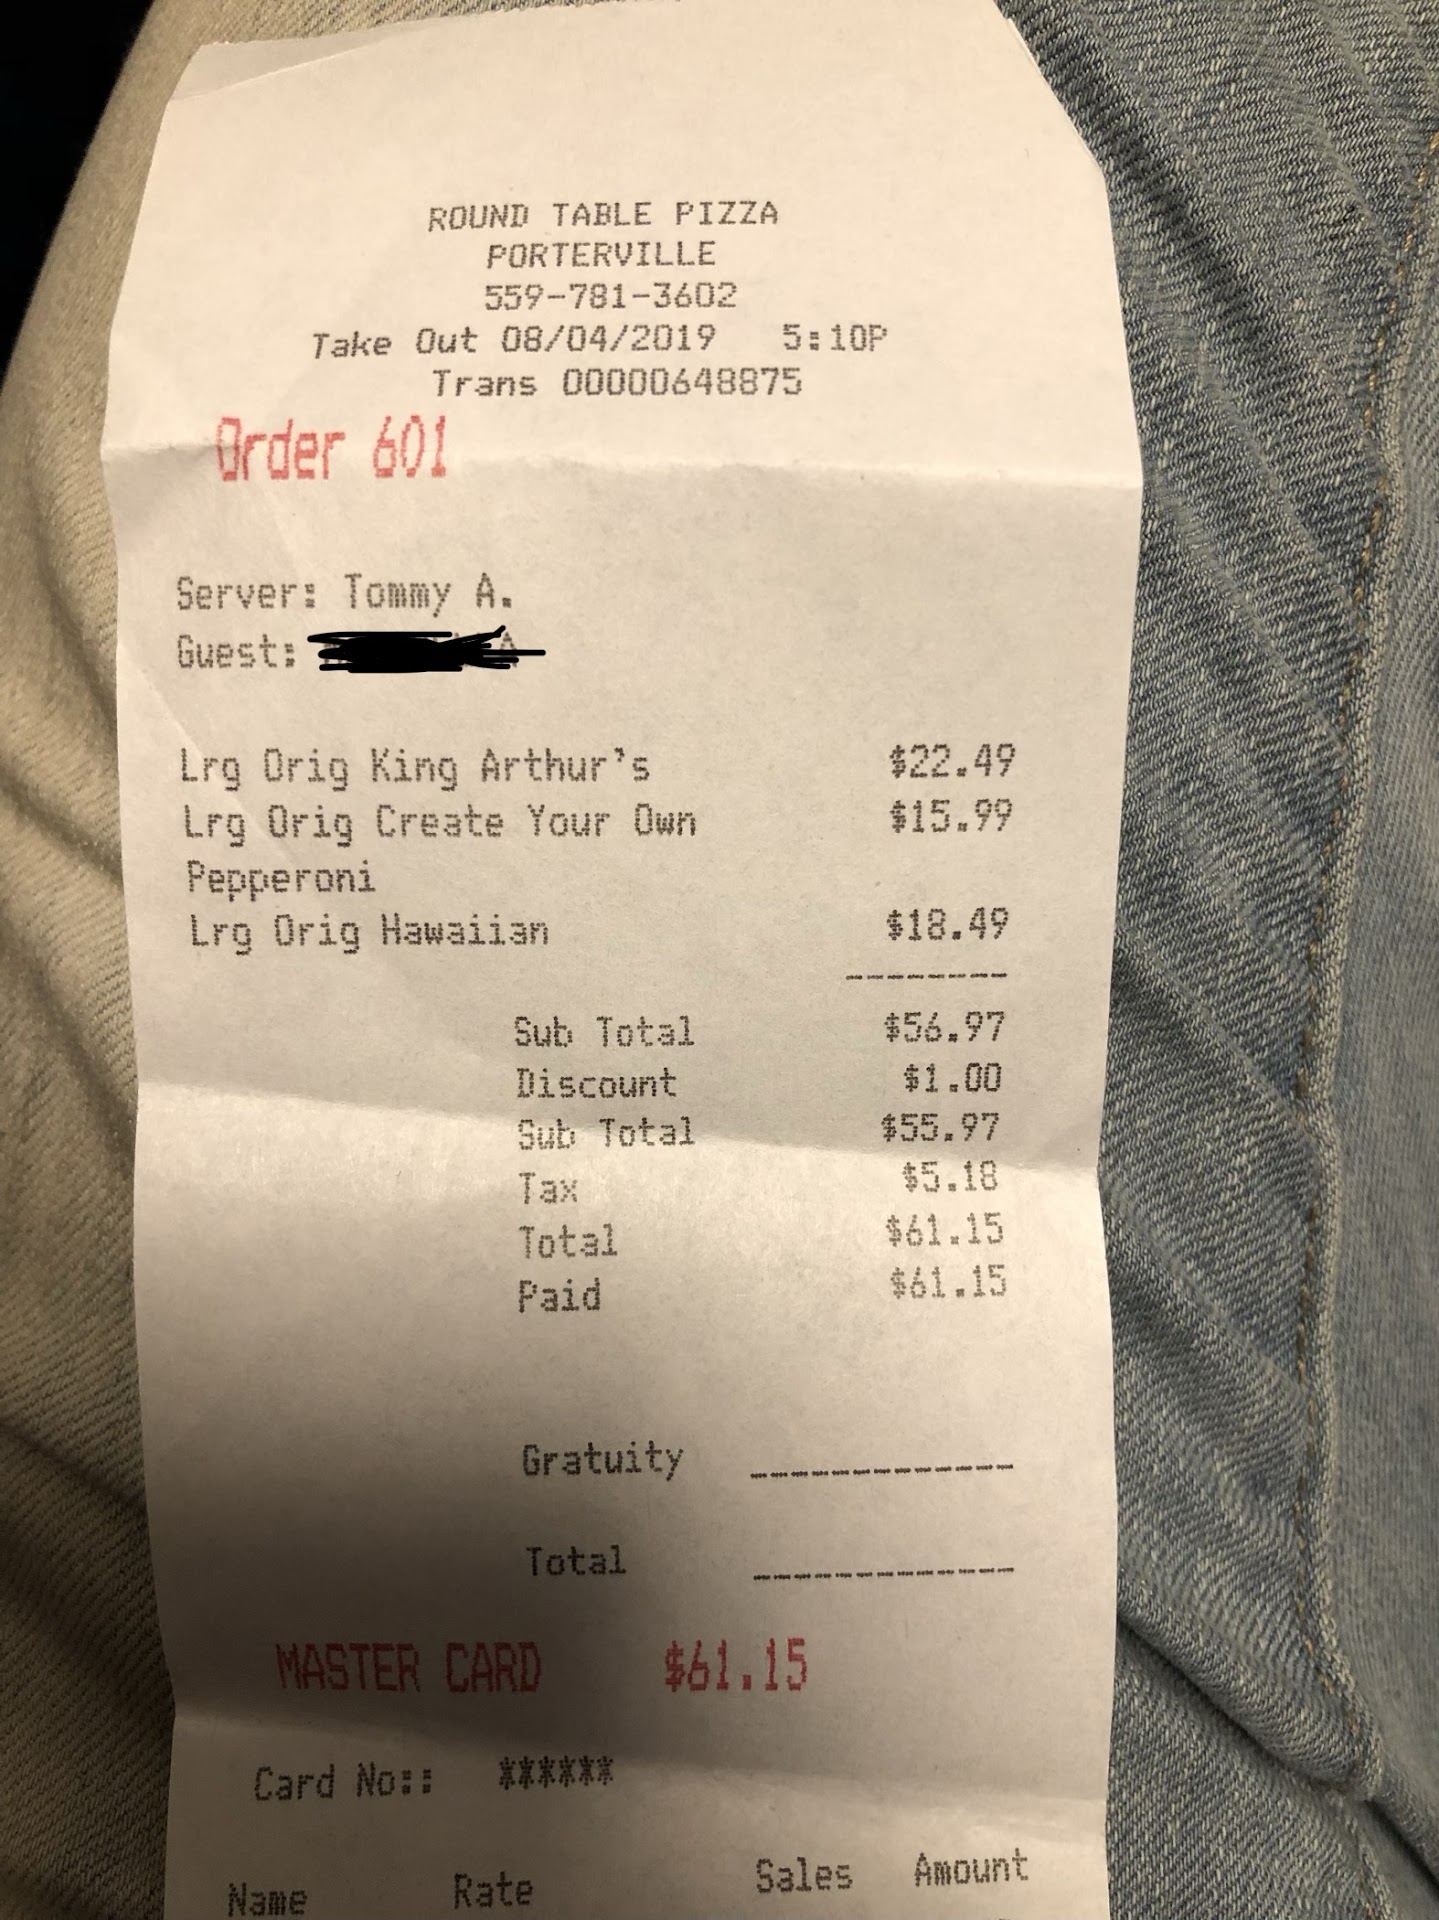 ROUND TABLE PIZZA
PORTERVILLE
559-781-3602
Take Out 08/04/2019 5:10P
Trans 00000648875
Order 601
Server: Tommy A.
Guest:
Lrg Orig King Arthur's $22.49
Lrg Orig Create Your Own $15.99
Pepperoni
Lrg Orig Hawaiian $18.49
--------
Sub Total $56.97
Discount $1.00
Sub Total $55.97
Tax $5.18
Total $61.15
Paid $61.15
Gratuity _____________
Total _____________
MASTER CARD $61.15
Card No:: ******
Name Rate Sales Amount